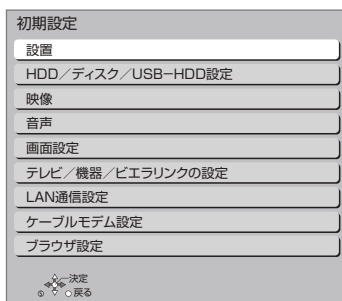 初期設定
設置
HDD／ディスク／USB－HDD設定
映像
音声
画面設定
テレビ／機器／ビエラリンクの設定
LAN通信設定
ケーブルモデム設定
ブラウザ設定
決定
戻る